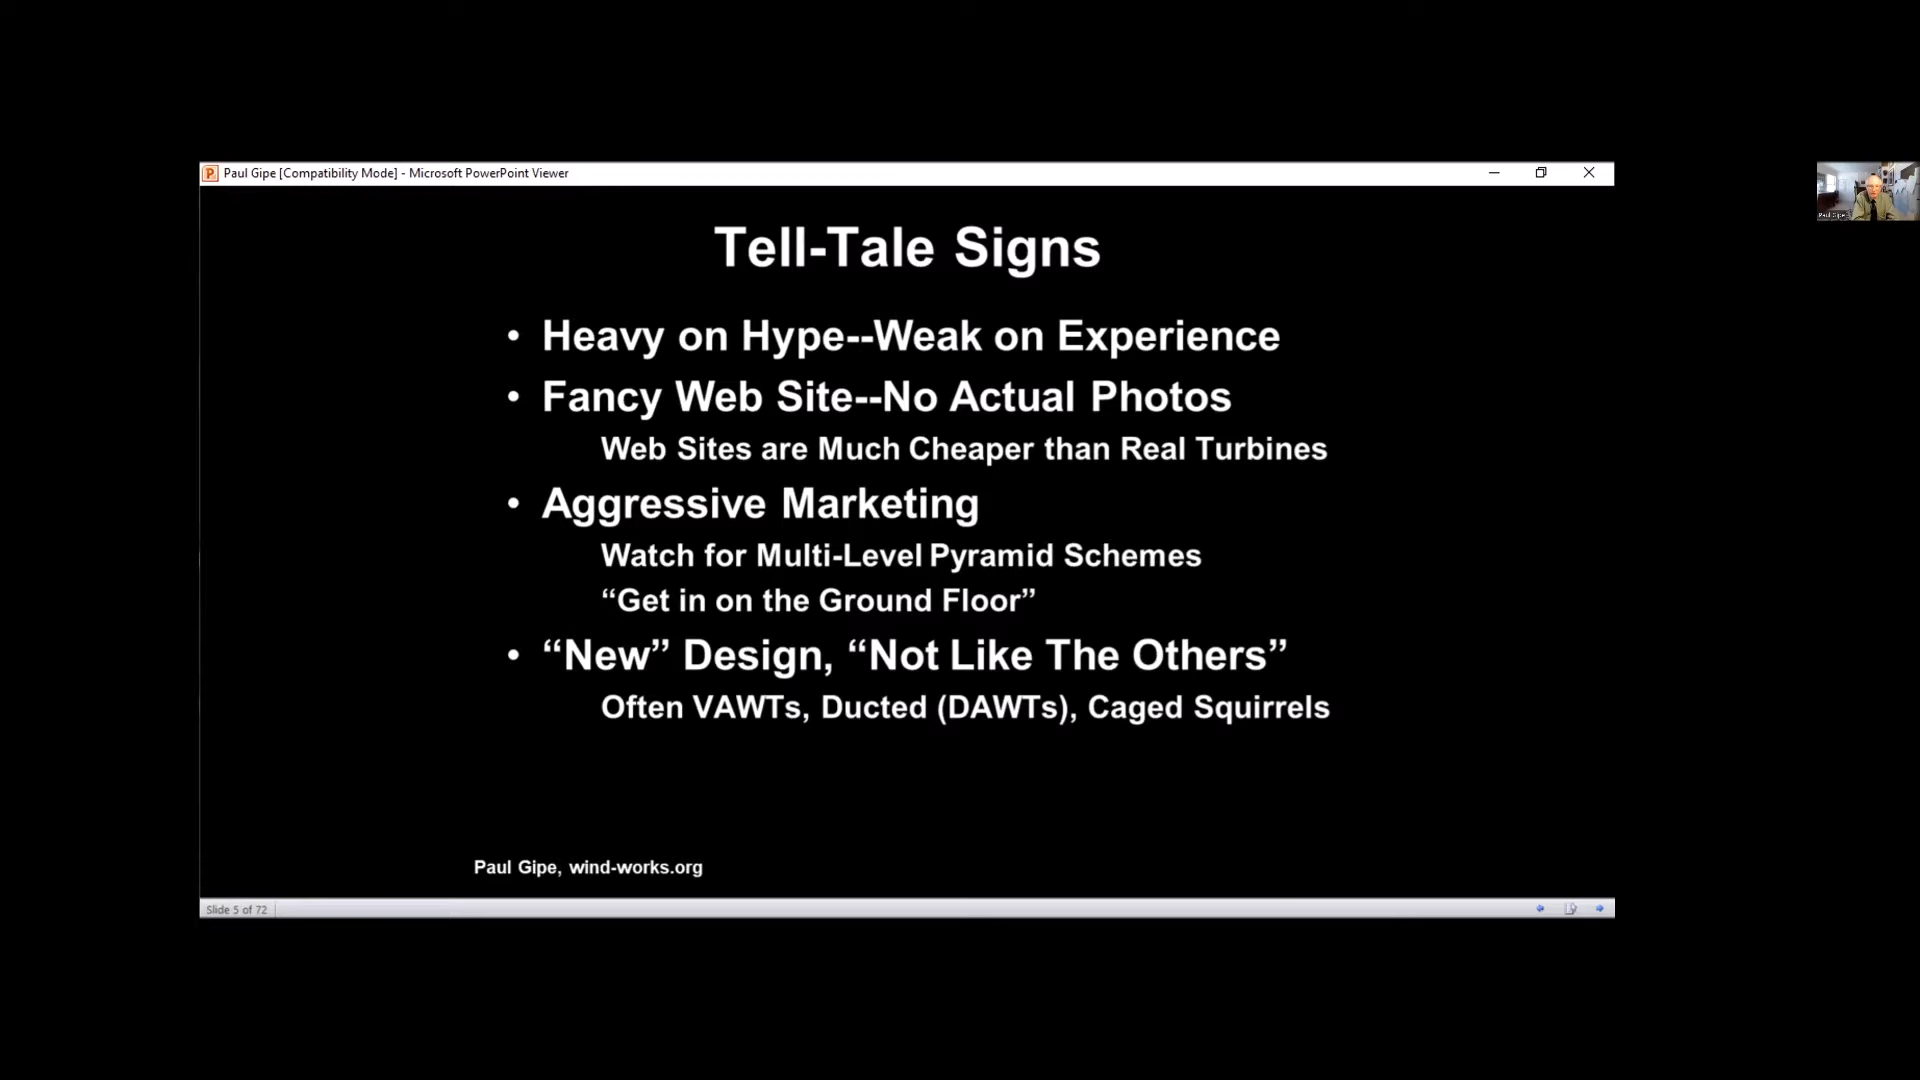 Paul Gipe [Compatibility Mode] - Microsoft PowerPoint Viewer
Paul Gipe
Tell-Tale Signs
• Heavy on Hype--Weak on Experience
• Fancy Web Site--No Actual Photos
Web Sites are Much Cheaper than Real Turbines
• Aggressive Marketing
Watch for Multi-Level Pyramid Schemes
“Get in on the Ground Floor”
• “New” Design, “Not Like The Others”
Often VAWTs, Ducted (DAWTs), Caged Squirrels
Paul Gipe, wind-works.org
Slide 5 of 72